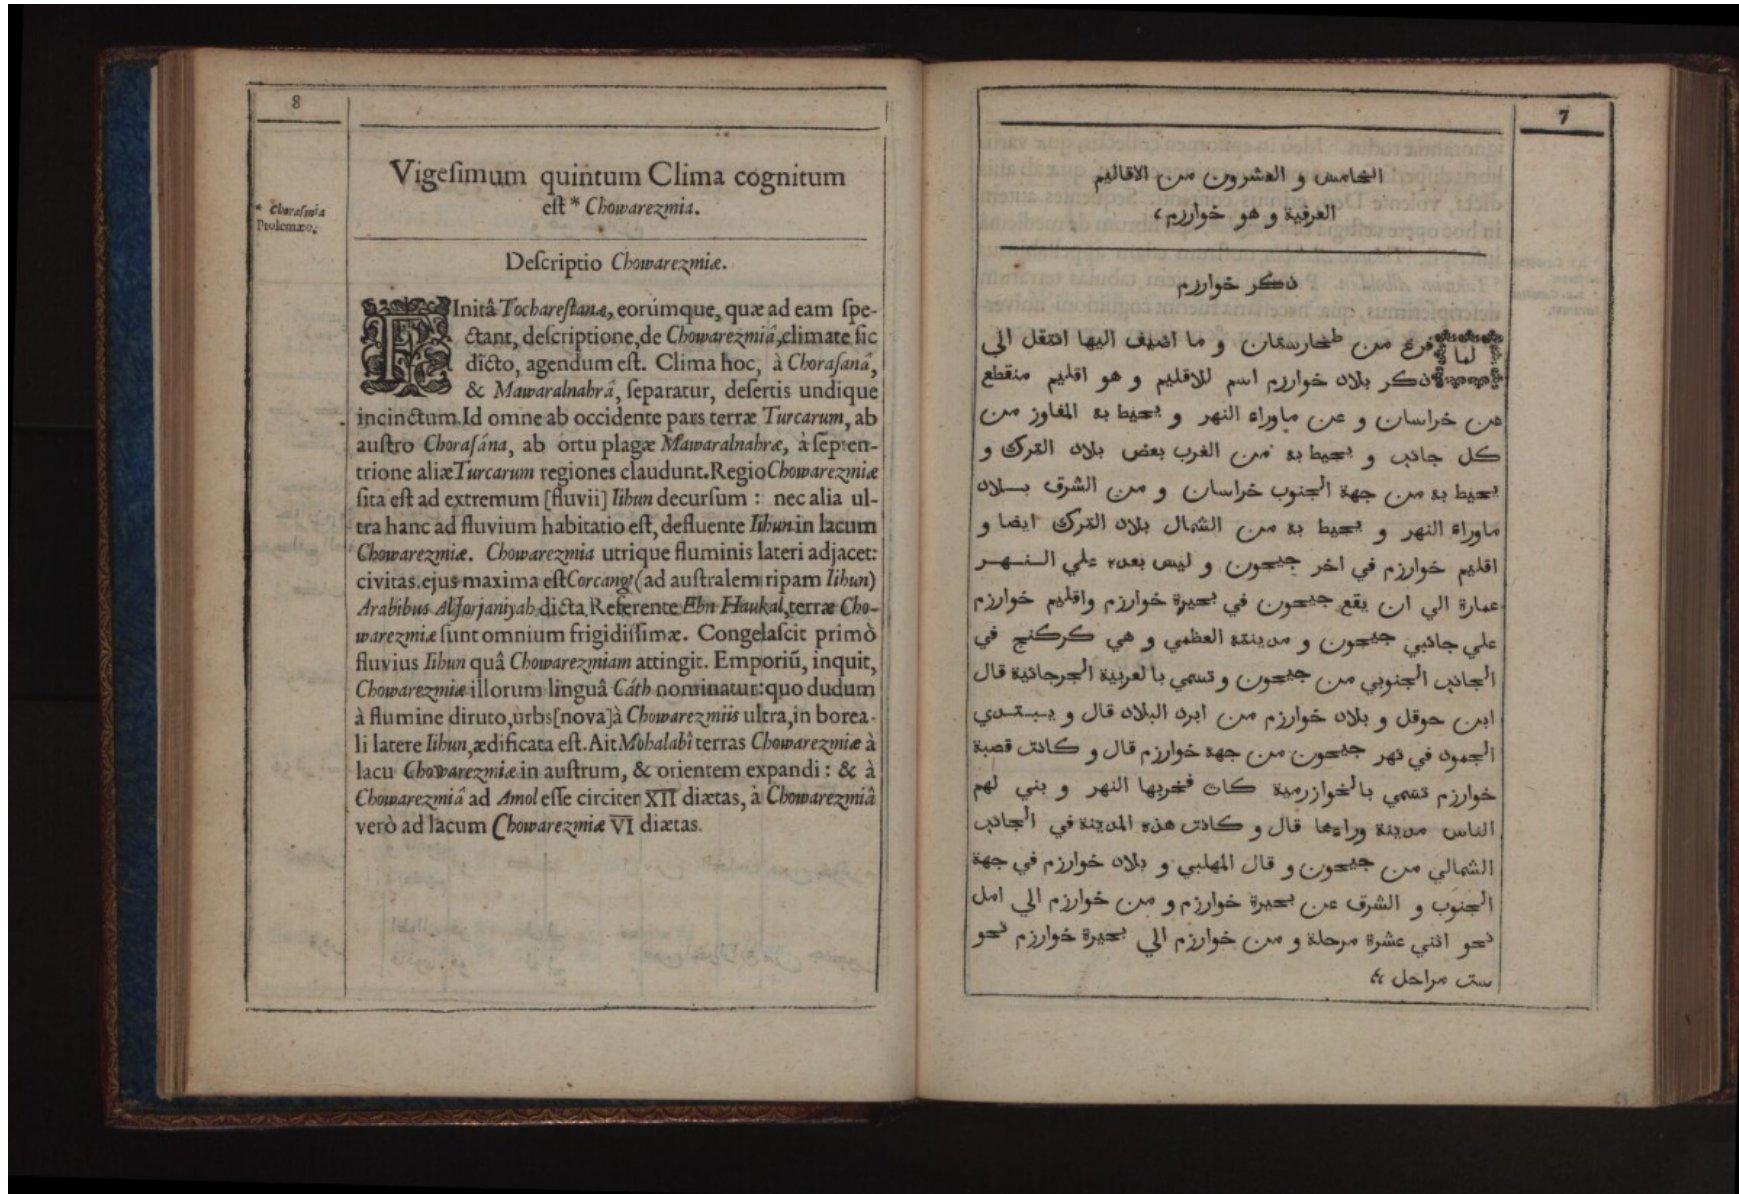 8
Vigesimum quintum Clima cognitum
est * Chowarezmia.
* Chorasmia
Ptolemæo.
Descriptio Chowarezmiæ.
FInitâ Tocharestanæ, eorúmque, quæ ad eam spe-
ctant, descriptione, de Chowarezmiâ, climate sic
dicto, agendum est. Clima hoc, à Chorasanâ,
& Mawaralnahrâ, separatur, desertis undique
incinctum. Id omne ab occidente pars terræ Turcarum, ab
austro Chorasána, ab ortu plagæ Mawaralnahræ, à septen-
trione aliæ Turcarum regiones claudunt. Regio Chowarezmiæ
sita est ad extremum [fluvii] Iihun decursum : nec alia ul-
tra hanc ad fluvium habitatio est, defluente Iihun in lacum
Chowarezmiæ. Chowarezmia utrique fluminis lateri adjacet:
civitas ejus maxima est Corcangj (ad australem ripam Iihun)
Arabibus Al Jorjaniyah dicta. Referente Ebn Haukal, terræ Cho-
warezmiæ sunt omnium frigidissimæ. Congelascit primò
fluvius Iihun quâ Chowarezmiam attingit. Emporiũ, inquit,
Chowarezmiæ illorum linguâ Cáth nominatur: quo dudum
à flumine diruto, urbs [nova] à Chowarezmiis ultra, in borea-
li latere Iihun, ædificata est. Ait Mohalabî terras Chowarezmiæ à
lacu Chowarezmiæ in austrum, & orientem expandi : & à
Chowarezmiâ ad Amol esse circiter XII diætas, à Chowarezmiâ
verò ad lacum Chowarezmiæ VI diætas.
7
الخامس و العشرون من الاقاليم
العرفية و هو خوارزم،
ذكر خوارزم
لما فرغ من طخارستان و ما اضيف اليها انتقل الي
ذكر بلاد خوارزم اسم للاقليم و هو اقليم منقطع
عن خراسان و عن ماوراء النهر و يحيط به المفاوز من
كل جانب و يحيط به من الغرب بعض بلاد الترك و
يحيط به من جهة الجنوب خراسان و من الشرق بلاد
ماوراء النهر و يحيط به من الشمال بلاد الترك ايضا و
اقليم خوارزم في اخر جيحون و ليس بعده علي النهر
عمارة الي ان يقع جيحون في بحيرة خوارزم واقليم خوارزم
علي جانبي جيحون و مدينته العظمي و هي كركنج في
الجانب الجنوبي من جيحون و تسمي بالعربية الجرجانية قال
ابن حوقل و بلاد خوارزم من ابرد البلاد قال و يبتدي
الجمود في نهر جيحون من جهة خوارزم قال و كانت قصبة
خوارزم تسمي بالخوازرمية كاث فخربها النهر و بني لهم
الناس مدينة وراءها قال و كانت هذه المدينة في الجانب
الشمالي من جيحون و قال المهلبي و بلاد خوارزم في جهة
الجنوب و الشرق عن بحيرة خوارزم و من خوارزم الي امل
نحو اثني عشرة مرحلة و من خوارزم الي بحيرة خوارزم نحو
ست مراحل ؛